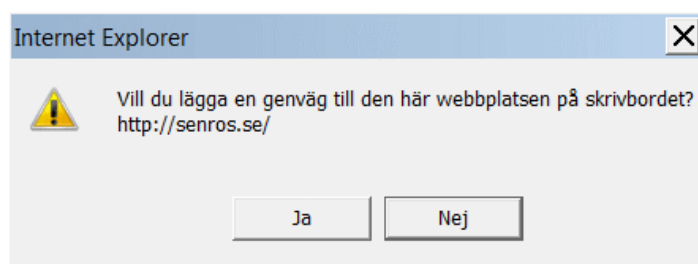 Internet Explorer
Vill du lägga en genväg till den här webbplatsen på skrivbordet?
http://senros.se/
Ja
Nej